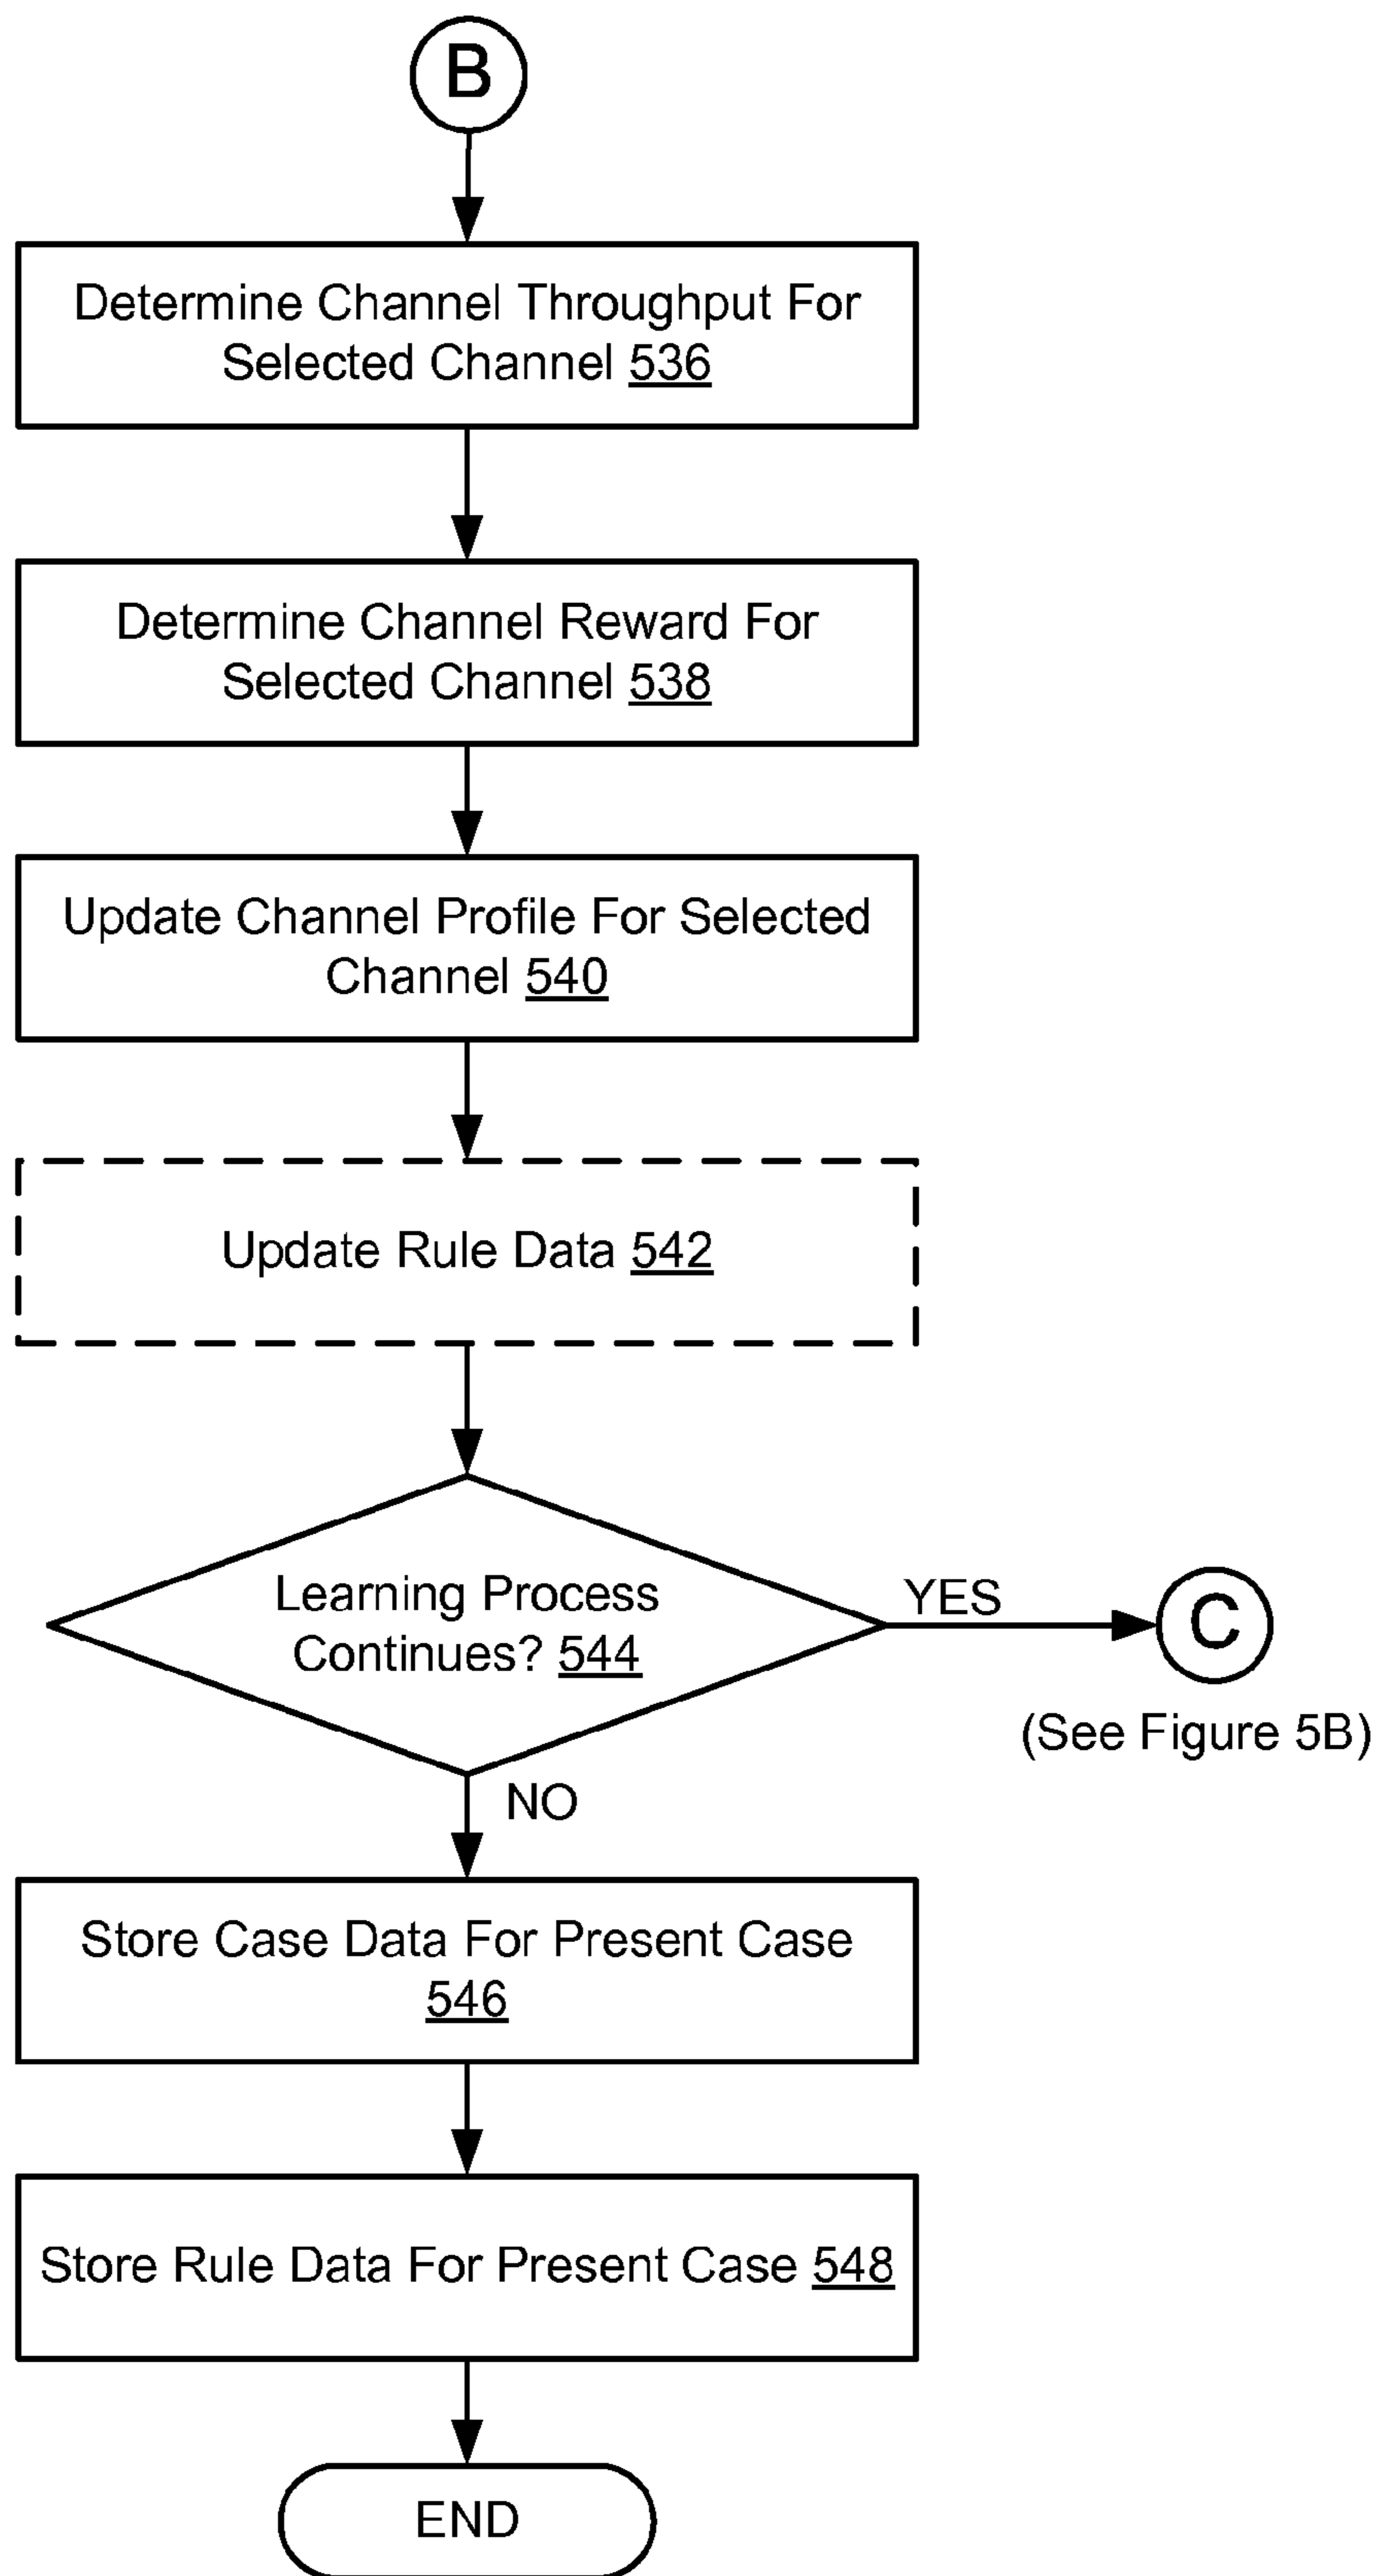 B
Determine Channel Throughput For
Selected Channel 536
Determine Channel Reward For
Selected Channel 538
Update Channel Profile For Selected
Channel 540
Update Rule Data 542
Learning Process
Continues? 544
YES
C
(See Figure 5B)
NO
Store Case Data For Present Case
546
Store Rule Data For Present Case 548
END